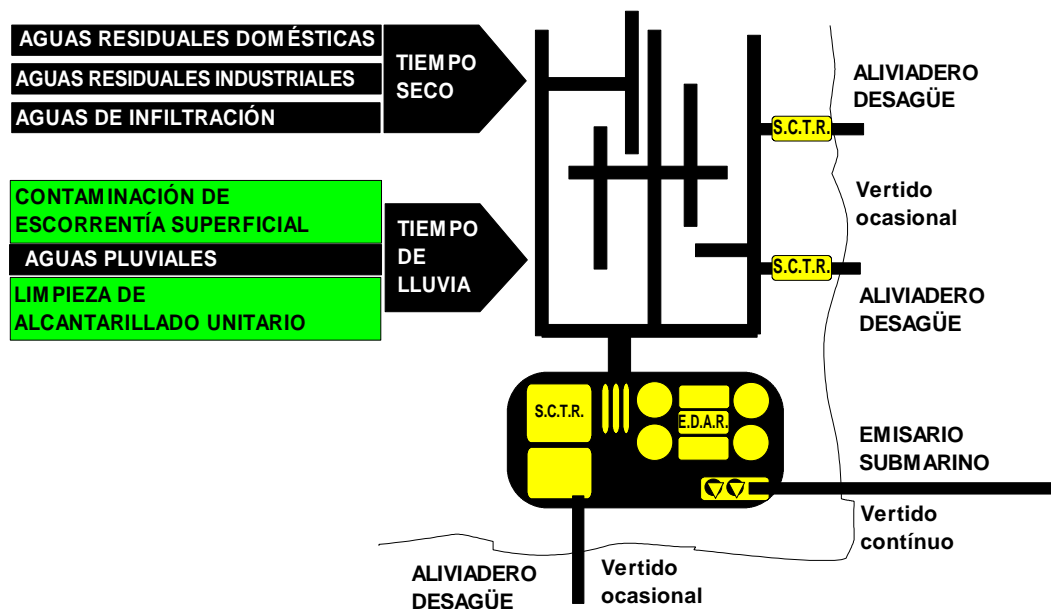 AGUAS RESIDUALES DOMÉSTICAS
AGUAS RESIDUALES INDUSTRIALES
AGUAS DE INFILTRACIÓN
TIEMPO
SECO
CONTAMINACIÓN DE
ESCORRENTÍA SUPERFICIAL
AGUAS PLUVIALES
LIMPIEZA DE
ALCANTARILLADO UNITARIO
TIEMPO
DE
LLUVIA
ALIVIADERO
DESAGÜE
S.C.T.R.
Vertido
ocasional
S.C.T.R.
ALIVIADERO
DESAGÜE
S.C.T.R.
E.D.A.R.
EMISARIO
SUBMARINO
Vertido
contínuo
ALIVIADERO
DESAGÜE
Vertido
ocasional